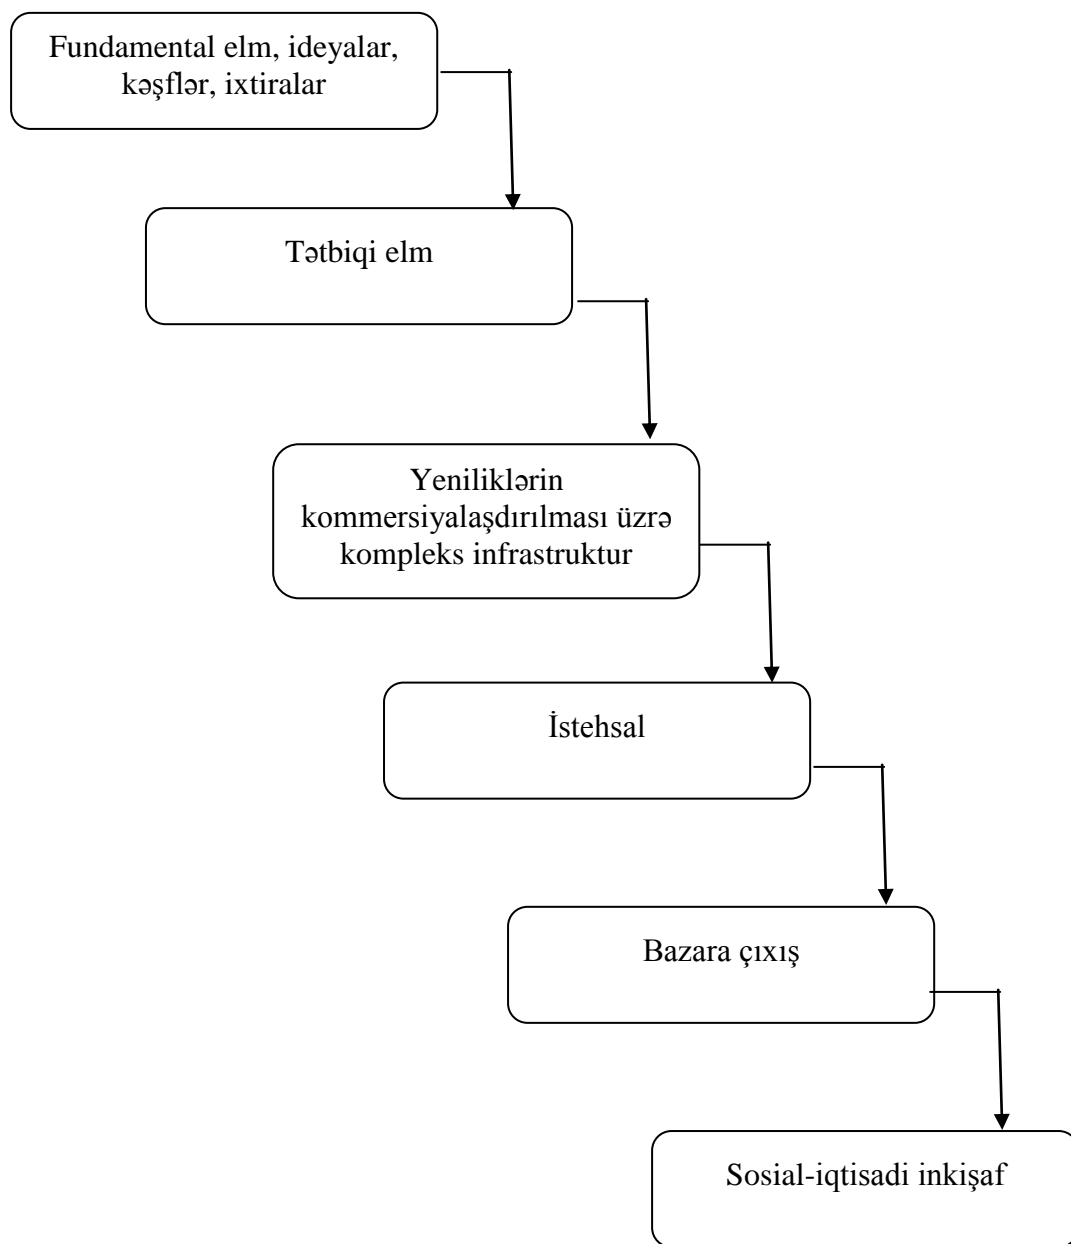 Fundamental elm, ideyalar,
kəşflər, ixtiralar
Tətbiqi elm
Yeniliklərin
kommersiyalaşdırılması üzrə
kompleks infrastruktur
İstehsal
Bazara çıxış
Sosial-iqtisadi inkişaf